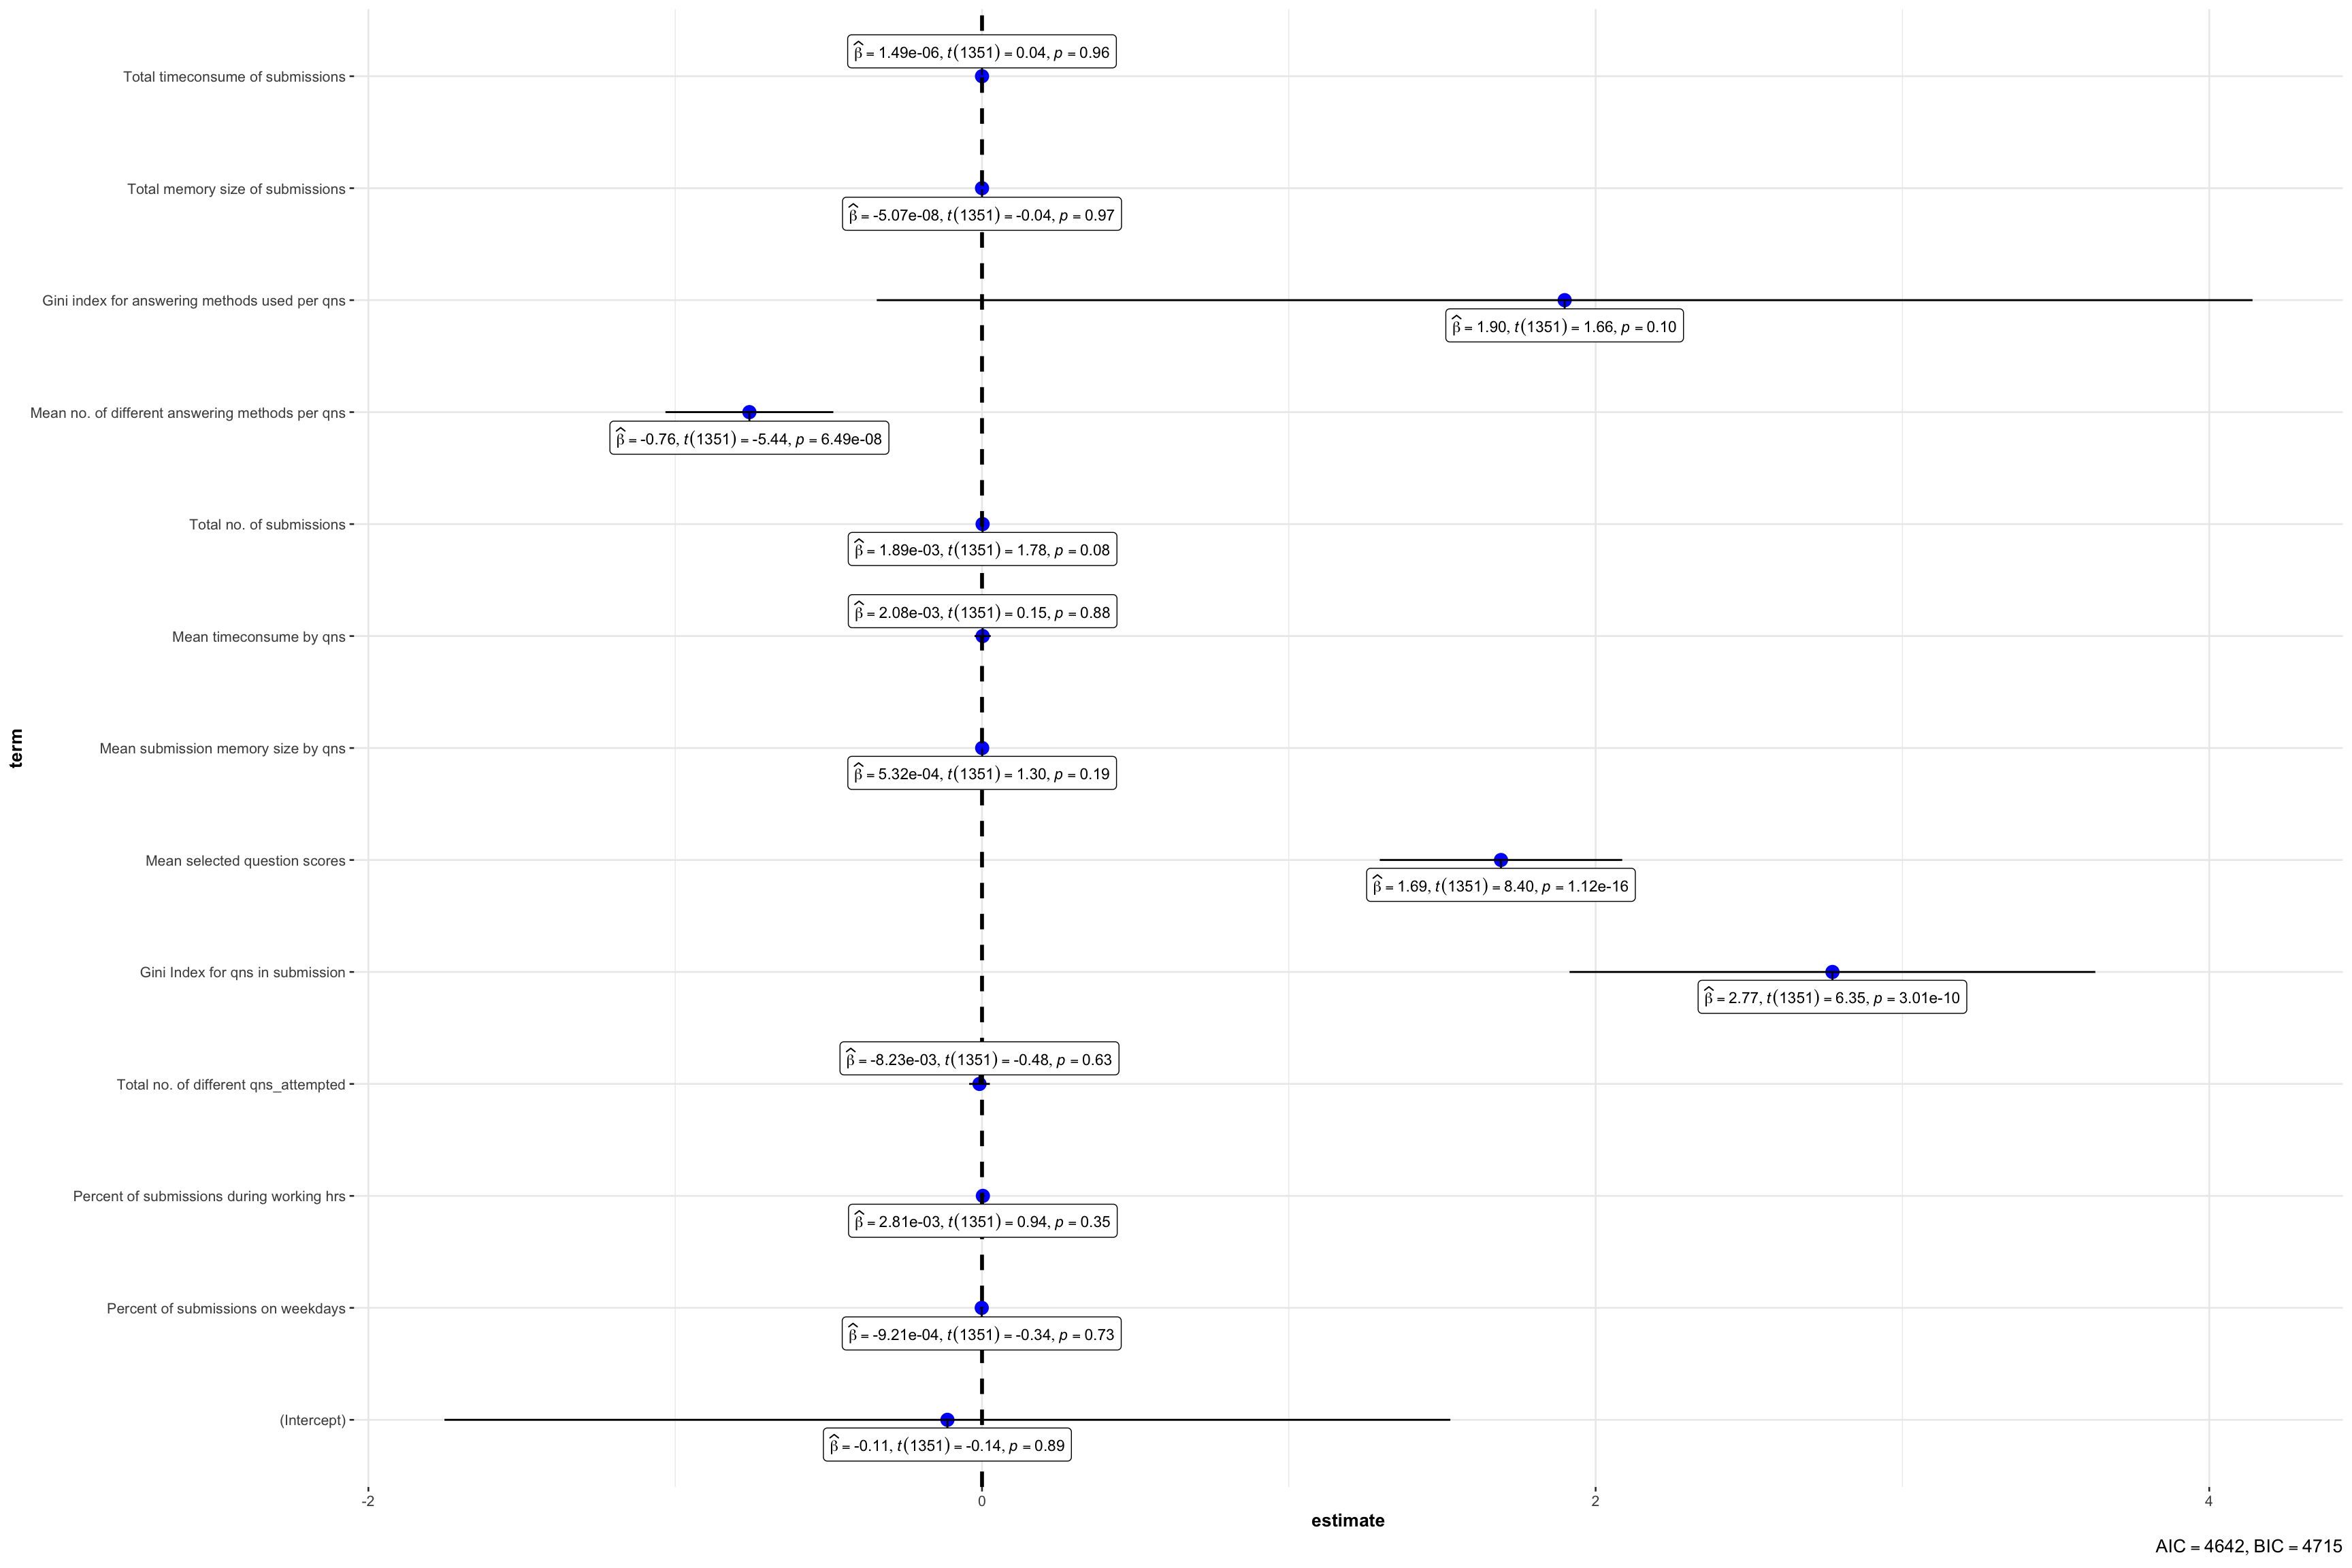 term
Total timeconsume of submissions
β̂ = 1.49e-06, t(1351) = 0.04, p = 0.96
Total memory size of submissions
β̂ = -5.07e-08, t(1351) = -0.04, p = 0.97
Gini index for answering methods used per qns
β̂ = 1.90, t(1351) = 1.66, p = 0.10
Mean no. of different answering methods per qns
β̂ = -0.76, t(1351) = -5.44, p = 6.49e-08
Total no. of submissions
β̂ = 1.89e-03, t(1351) = 1.78, p = 0.08
Mean timeconsume by qns
β̂ = 2.08e-03, t(1351) = 0.15, p = 0.88
Mean submission memory size by qns
β̂ = 5.32e-04, t(1351) = 1.30, p = 0.19
Mean selected question scores
β̂ = 1.69, t(1351) = 8.40, p = 1.12e-16
Gini Index for qns in submission
β̂ = 2.77, t(1351) = 6.35, p = 3.01e-10
Total no. of different qns_attempted
β̂ = -8.23e-03, t(1351) = -0.48, p = 0.63
Percent of submissions during working hrs
β̂ = 2.81e-03, t(1351) = 0.94, p = 0.35
Percent of submissions on weekdays
β̂ = -9.21e-04, t(1351) = -0.34, p = 0.73
(Intercept)
β̂ = -0.11, t(1351) = -0.14, p = 0.89
-2 0 2 4
estimate
AIC = 4642, BIC = 4715